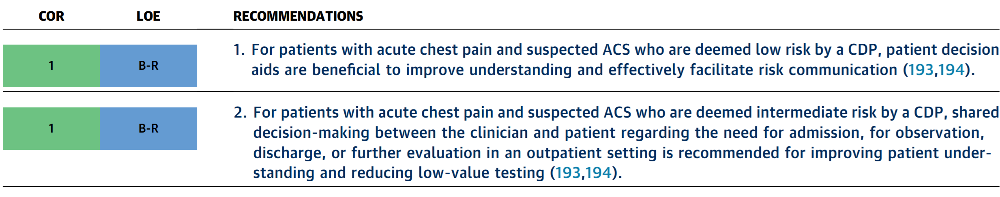 COR LOE RECOMMENDATIONS
1 B-R 1. For patients with acute chest pain and suspected ACS who are deemed low risk by a CDP, patient decision
aids are beneficial to improve understanding and effectively facilitate risk communication (193,194).
1 B-R 2. For patients with acute chest pain and suspected ACS who are deemed intermediate risk by a CDP, shared
decision-making between the clinician and patient regarding the need for admission, for observation,
discharge, or further evaluation in an outpatient setting is recommended for improving patient under-
standing and reducing low-value testing (193,194).